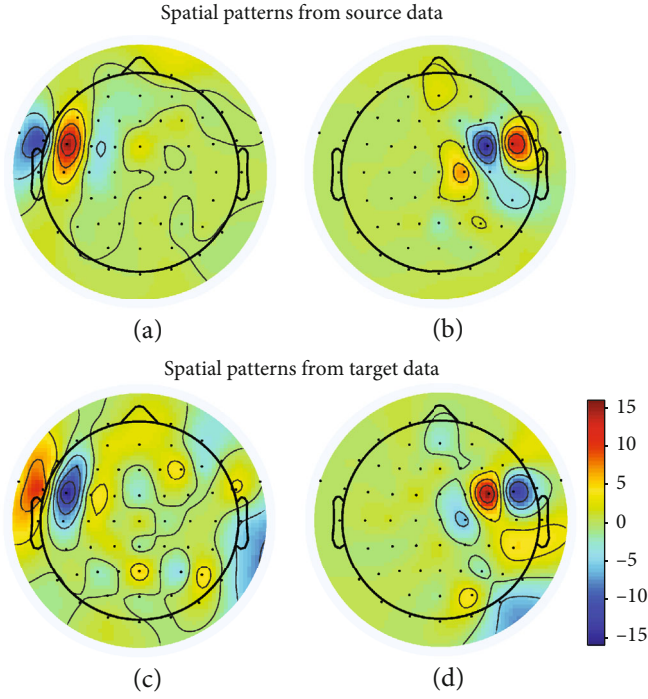 Spatial patterns from source data
(a) (b)
Spatial patterns from target data
15
10
5
0
−5
−10
−15
(c) (d)